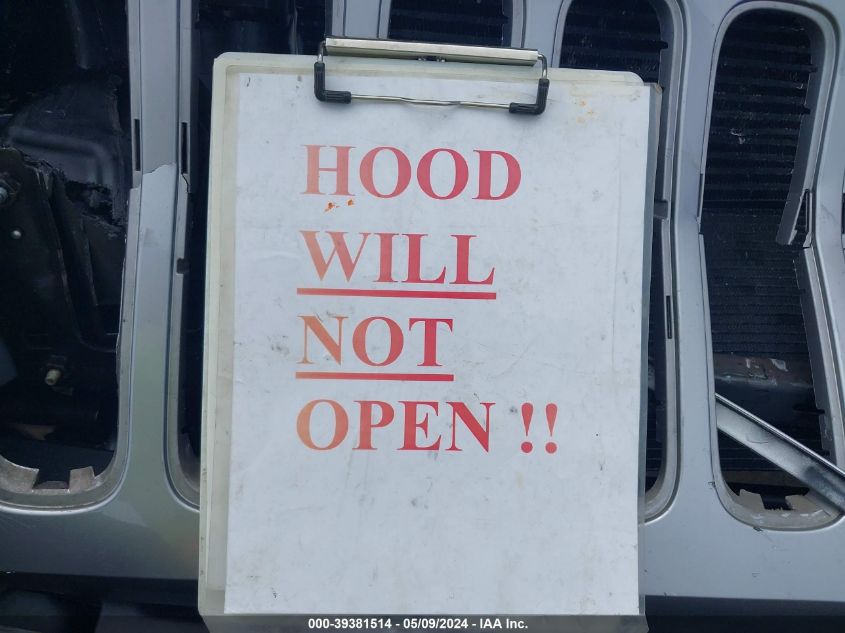 HOOD
WILL
NOT
OPEN !!
000-39381514 - 05/09/2024 - IAA Inc.